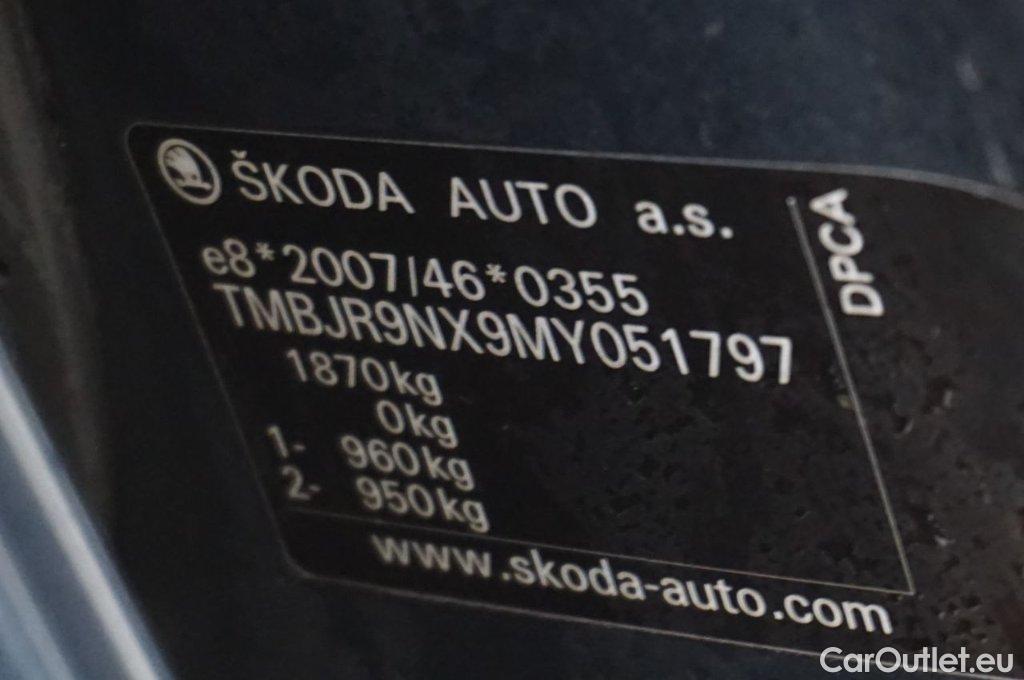 ŠKODA AUTO a.s.
e8*2007/46*0355
TMBJR9NX9MY051797
1870kg
0kg
1- 960kg
2- 950kg
www.skoda-auto.com
DPCA
CarOutlet.eu